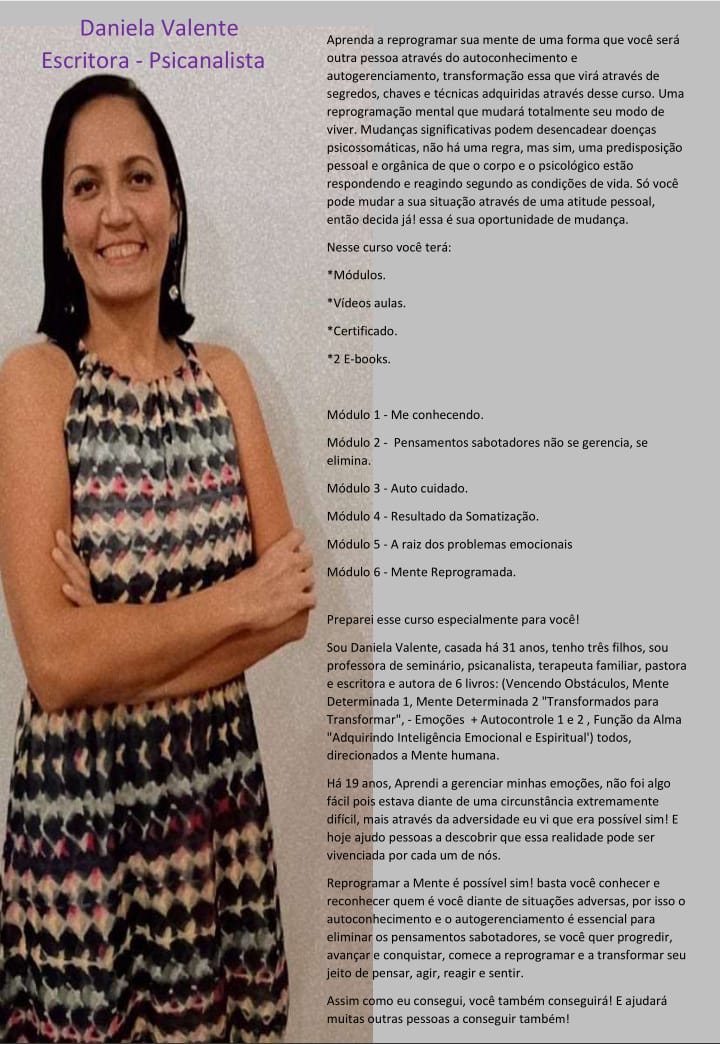 Daniela Valente
Escritora - Psicanalista
Aprenda a reprogramar sua mente de uma forma que você será
outra pessoa através do autoconhecimento e
autogerenciamento, transformação essa que virá através de
segredos, chaves e técnicas adquiridas através desse curso. Uma
reprogramação mental que mudará totalmente seu modo de
viver. Mudanças significativas podem desencadear doenças
psicossomáticas, não há uma regra, mas sim, uma predisposição
pessoal e orgânica de que o corpo e o psicológico estão
respondendo e reagindo segundo as condições de vida. Só você
pode mudar a sua situação através de uma atitude pessoal,
então decida já! essa é sua oportunidade de mudança.
Nesse curso você terá:
*Módulos.
*Vídeos aulas.
*Certificado.
*2 E-books.
Módulo 1 - Me conhecendo.
Módulo 2 -  Pensamentos sabotadores não se gerencia, se
elimina.
Módulo 3 - Auto cuidado.
Módulo 4 - Resultado da Somatização.
Módulo 5 - A raiz dos problemas emocionais
Módulo 6 - Mente Reprogramada.
Preparei esse curso especialmente para você!
Sou Daniela Valente, casada há 31 anos, tenho três filhos, sou
professora de seminário, psicanalista, terapeuta familiar, pastora
e escritora e autora de 6 livros: (Vencendo Obstáculos, Mente
Determinada 1, Mente Determinada 2 "Transformados para
Transformar", - Emoções  + Autocontrole 1 e 2 , Função da Alma
"Adquirindo Inteligência Emocional e Espiritual') todos,
direcionados a Mente humana.
Há 19 anos, Aprendi a gerenciar minhas emoções, não foi algo
fácil pois estava diante de uma circunstância extremamente
difícil, mais através da adversidade eu vi que era possível sim! E
hoje ajudo pessoas a descobrir que essa realidade pode ser
vivenciada por cada um de nós.
Reprogramar a Mente é possível sim! basta você conhecer e
reconhecer quem é você diante de situações adversas, por isso o
autoconhecimento e o autogerenciamento é essencial para
eliminar os pensamentos sabotadores, se você quer progredir,
avançar e conquistar, comece a reprogramar e a transformar seu
jeito de pensar, agir, reagir e sentir.
Assim como eu consegui, você também conseguirá! E ajudará
muitas outras pessoas a conseguir também!